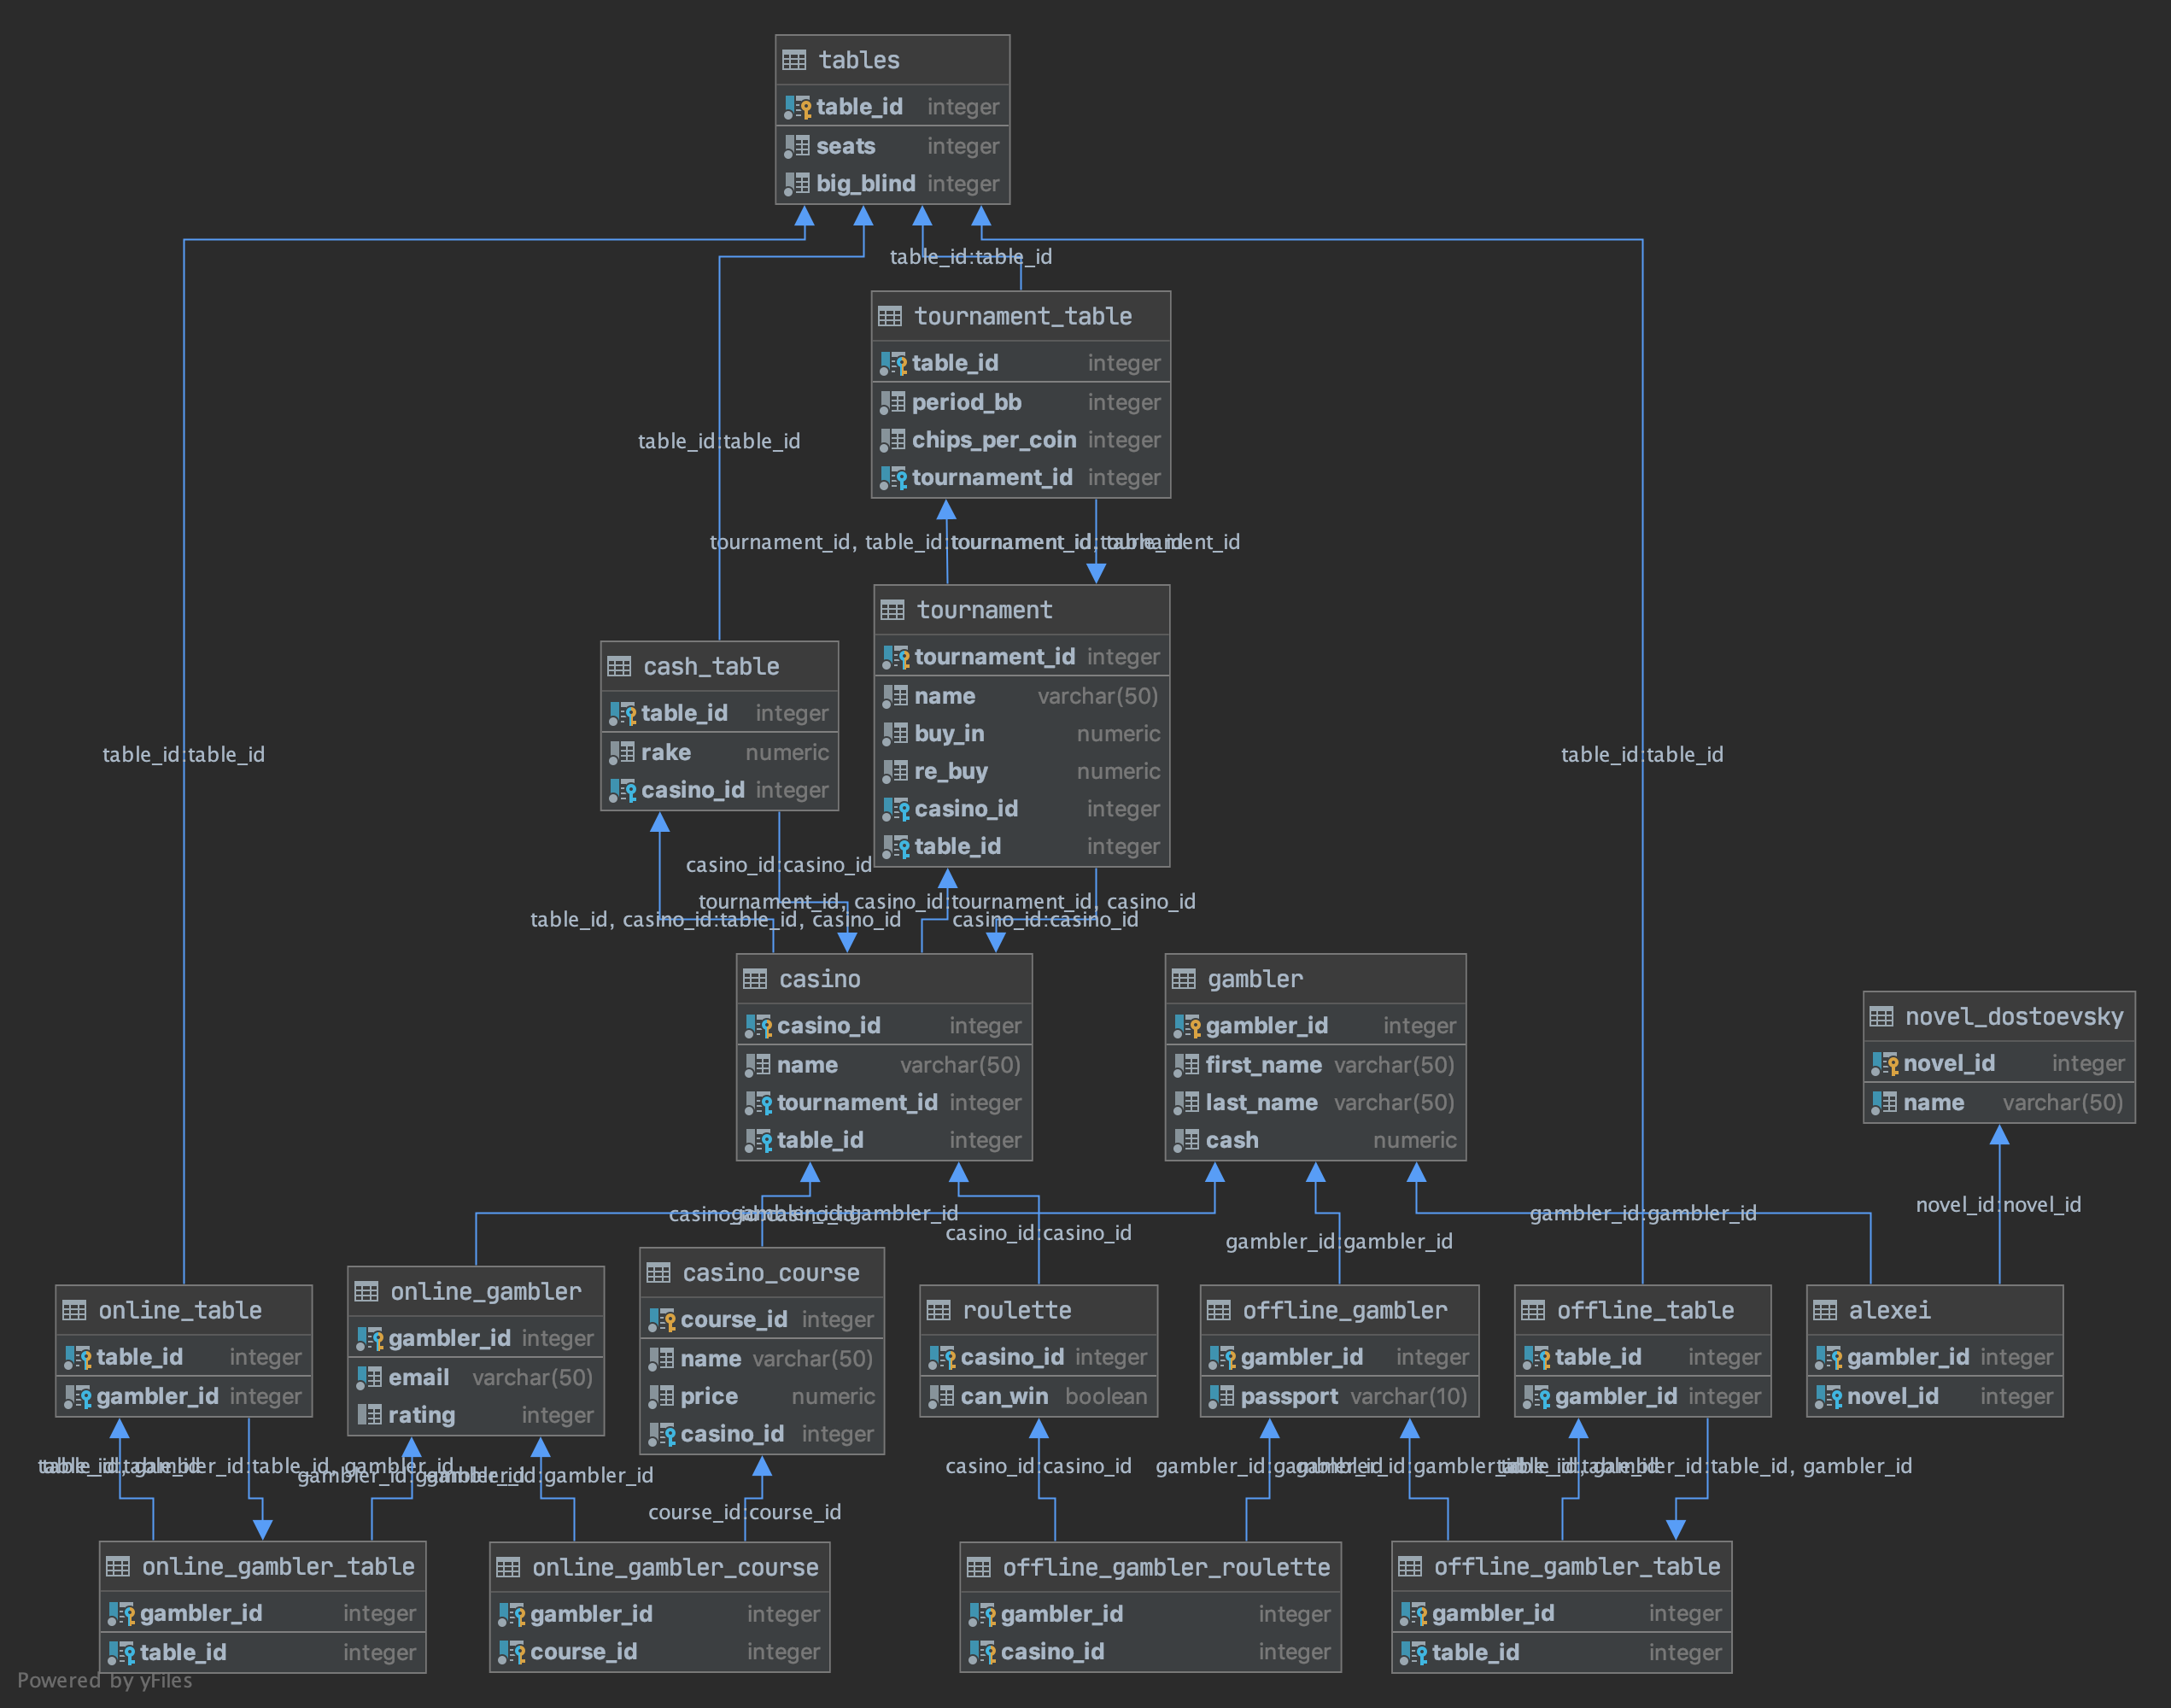 tables
table_id integer
seats integer
big_blind integer
table_id:table_id
tournament_table
table_id integer
period_bb integer
chips_per_coin integer
tournament_id integer
table_id:table_id
tournament_id, table_id:tournament_id, table_id
tournament_id:tournament_id
tournament
tournament_id integer
name varchar(50)
buy_in numeric
re_buy numeric
casino_id integer
table_id integer
cash_table
table_id integer
rake numeric
casino_id integer
table_id:table_id
table_id:table_id
casino_id:casino_id
tournament_id, casino_id:tournament_id, casino_id
table_id, casino_id:table_id, casino_id
casino_id:casino_id
casino
casino_id integer
name varchar(50)
tournament_id integer
table_id integer
gambler
gambler_id integer
first_name varchar(50)
last_name varchar(50)
cash numeric
novel_dostoevsky
novel_id integer
name varchar(50)
novel_id:novel_id
casino_id:casino_id
gambler_id:gambler_id
gambler_id:gambler_id
casino_id:casino_id
gambler_id:gambler_id
online_table
table_id integer
gambler_id integer
online_gambler
gambler_id integer
email varchar(50)
rating integer
casino_course
course_id integer
name varchar(50)
price numeric
casino_id integer
roulette
casino_id integer
can_win boolean
offline_gambler
gambler_id integer
passport varchar(10)
offline_table
table_id integer
gambler_id integer
alexei
gambler_id integer
novel_id integer
table_id:table_id
table_id, gambler_id:table_id, gambler_id
gambler_id:gambler_id
gambler_id:gambler_id
casino_id:casino_id
gambler_id:gambler_id
gambler_id:gambler_id
table_id:table_id
table_id, gambler_id:table_id, gambler_id
course_id:course_id
online_gambler_table
gambler_id integer
table_id integer
online_gambler_course
gambler_id integer
course_id integer
offline_gambler_roulette
gambler_id integer
casino_id integer
offline_gambler_table
gambler_id integer
table_id integer
Powered by yFiles